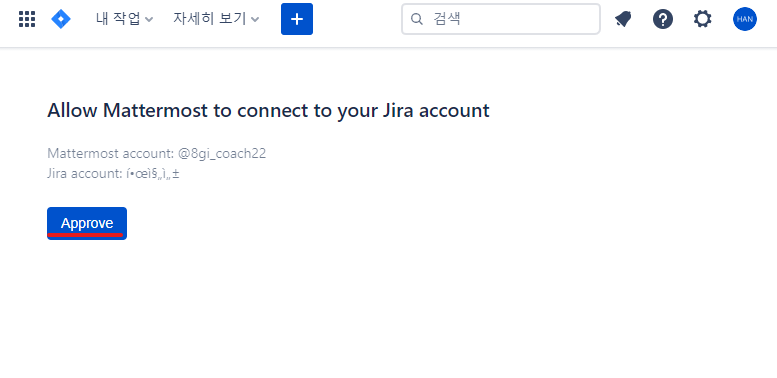 내 작업 자세히 보기 + 검색 HAN
Allow Mattermost to connect to your Jira account
Mattermost account: @8gi_coach22
Jira account: í•œì§„ì„±
Approve